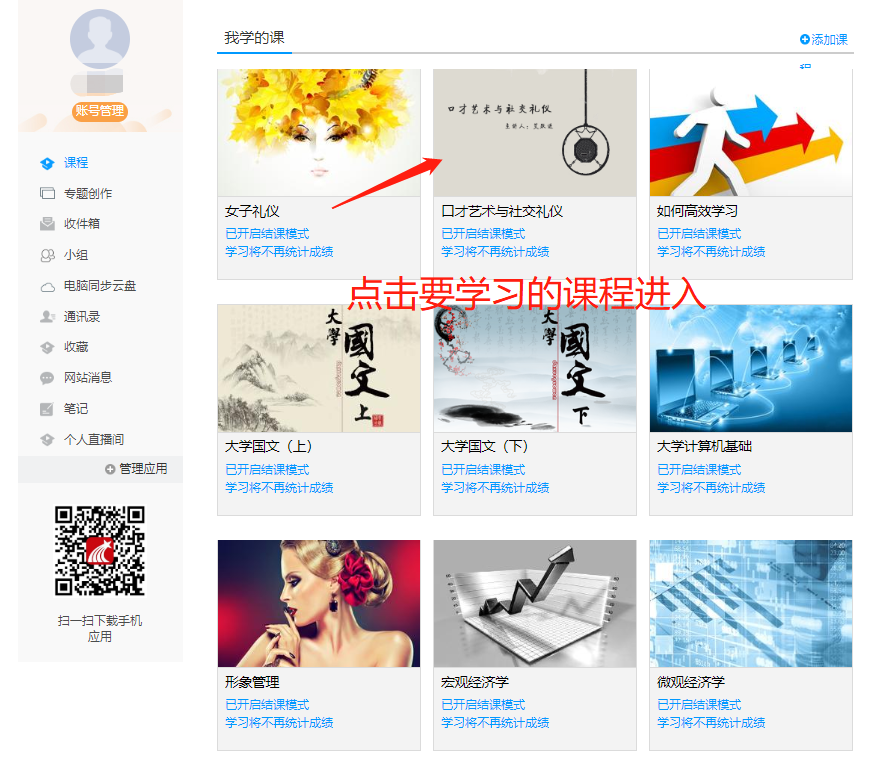 我学的课
添加课
程
账号管理
课程
专题创作
收件箱
小组
电脑同步云盘
通讯录
收藏
网站消息
笔记
个人直播间
管理应用
扫一扫下载手机
应用
口才艺术与社交礼仪
女子礼仪
已开启结课模式
学习将不再统计成绩
口才艺术与社交礼仪
已开启结课模式
学习将不再统计成绩
如何高效学习
已开启结课模式
学习将不再统计成绩
点击要学习的课程进入
大學
國文
上
大學
國文
下
大学国文（上）
已开启结课模式
学习将不再统计成绩
大学国文（下）
已开启结课模式
学习将不再统计成绩
大学计算机基础
已开启结课模式
学习将不再统计成绩
形象管理
已开启结课模式
学习将不再统计成绩
宏观经济学
已开启结课模式
学习将不再统计成绩
微观经济学
已开启结课模式
学习将不再统计成绩